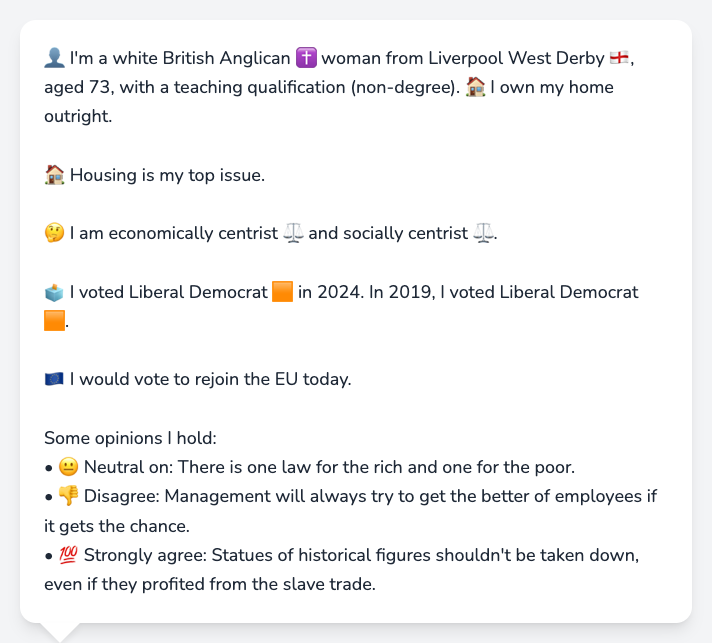 👤 I'm a white British Anglican ✝️ woman from Liverpool West Derby 🏴󠁧󠁢󠁥󠁮󠁧󠁿,
aged 73, with a teaching qualification (non-degree). 🏠 I own my home
outright.
🏠 Housing is my top issue.
🤔 I am economically centrist ⚖️ and socially centrist ⚖️.
🗳️ I voted Liberal Democrat 🟧 in 2024. In 2019, I voted Liberal Democrat
🟧.
🇪🇺 I would vote to rejoin the EU today.
Some opinions I hold:
• 😐 Neutral on: There is one law for the rich and one for the poor.
• 👎 Disagree: Management will always try to get the better of employees if
it gets the chance.
• 💯 Strongly agree: Statues of historical figures shouldn't be taken down,
even if they profited from the slave trade.